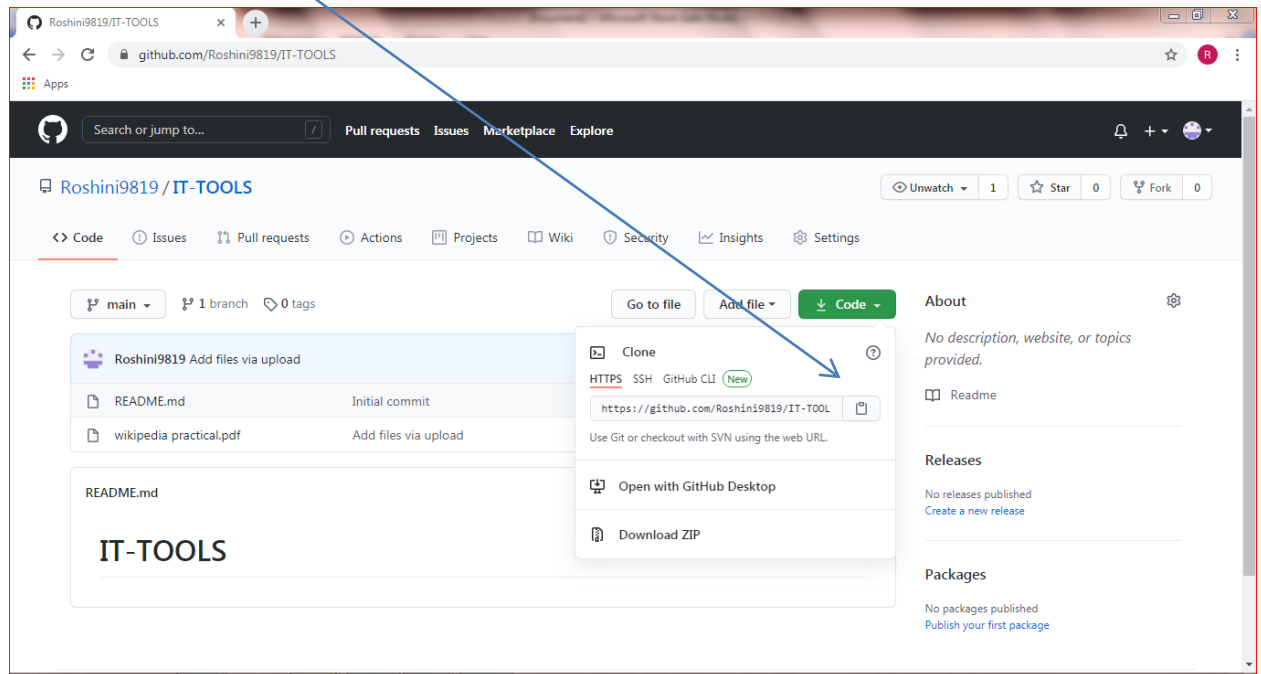 Roshini9819/IT-TOOLS
github.com/Roshini9819/IT-TOOLS
R
Apps
Search or jump to... /
Pull requests Issues Marketplace Explore
Roshini9819 / IT-TOOLS
Unwatch 1 Star 0 Fork 0
Code Issues Pull requests Actions Projects Wiki Security Insights Settings
main 1 branch 0 tags Go to file Add file Code
About
No description, website, or topics
provided.
Readme
Roshini9819 Add files via upload
README.md Initial commit
wikipedia practical.pdf Add files via upload
Clone
HTTPS SSH GitHub CLI New
https://github.com/Roshini9819/IT-TOOL
Use Git or checkout with SVN using the web URL.
Open with GitHub Desktop
Download ZIP
README.md
IT-TOOLS
Releases
No releases published
Create a new release
Packages
No packages published
Publish your first package